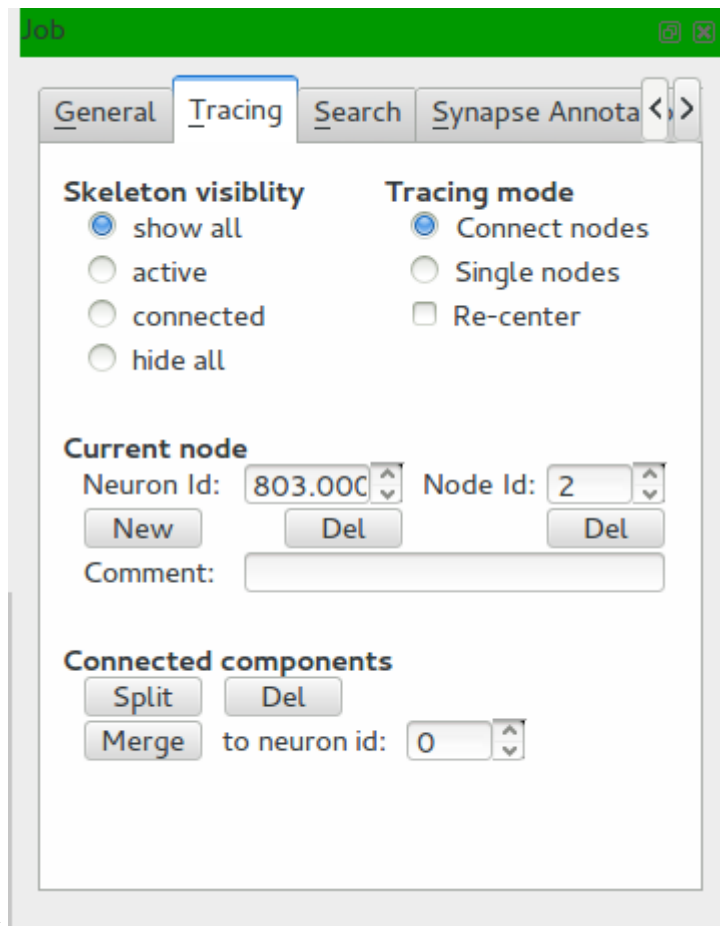 Job
General Tracing Search Synapse Annota
Skeleton visiblity Tracing mode
show all Connect nodes
active Single nodes
connected Re-center
hide all
Current node
Neuron Id: 803.000 Node Id: 2
New Del Del
Comment:
Connected components
Split Del
Merge to neuron id: 0